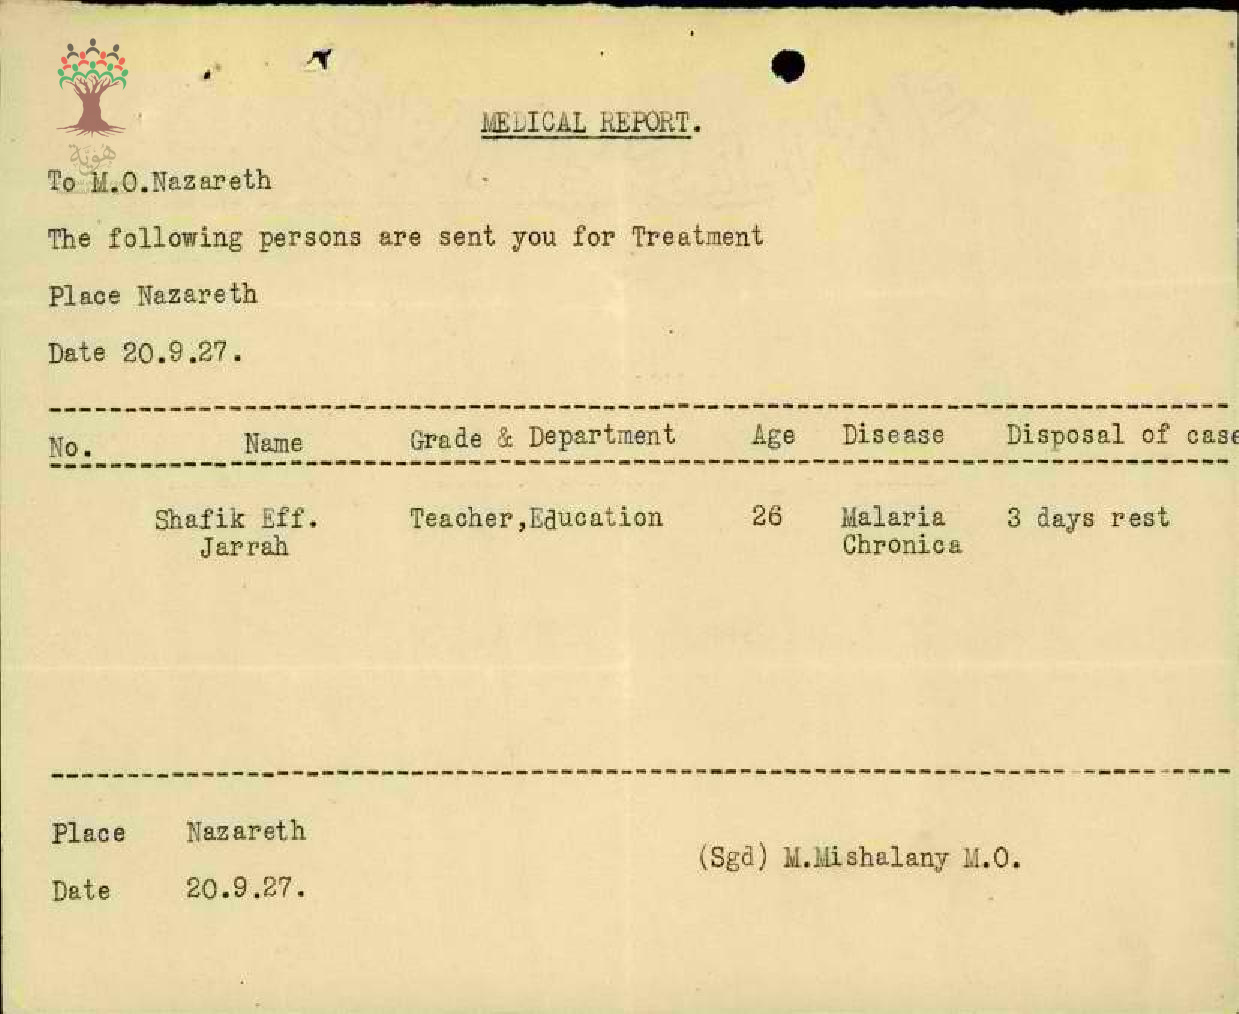 هوية
MEDICAL REPORT.
To M.O.Nazareth
The following persons are sent you for Treatment
Place Nazareth
Date 20.9.27.
No. Name Grade & Department Age Disease Disposal of case
Shafik Eff. Teacher,Education 26 Malaria 3 days rest
Jarrah Chronica
Place Nazareth
(Sgd) M.Mishalany M.O.
Date 20.9.27.